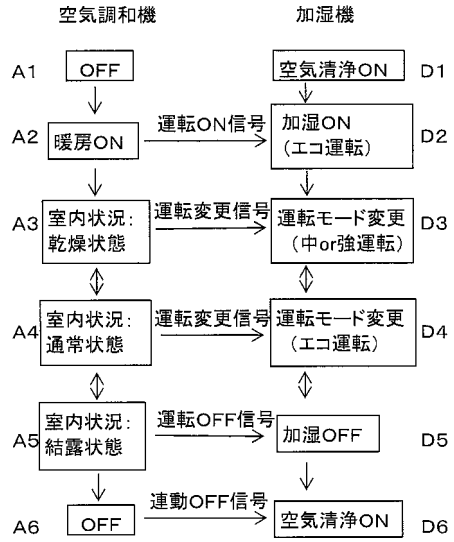 空気調和機 加湿機
A1 OFF 空気清浄ON D1
運転ON信号
A2 暖房ON 加湿ON D2
(エコ運転)
室内状況: 運転変更信号 運転モード変更
A3 乾燥状態 (中or強運転) D3
室内状況: 運転変更信号 運転モード変更
A4 通常状態 (エコ運転) D4
室内状況: 運転OFF信号
A5 結露状態 加湿OFF D5
連動OFF信号
A6 OFF 空気清浄ON D6